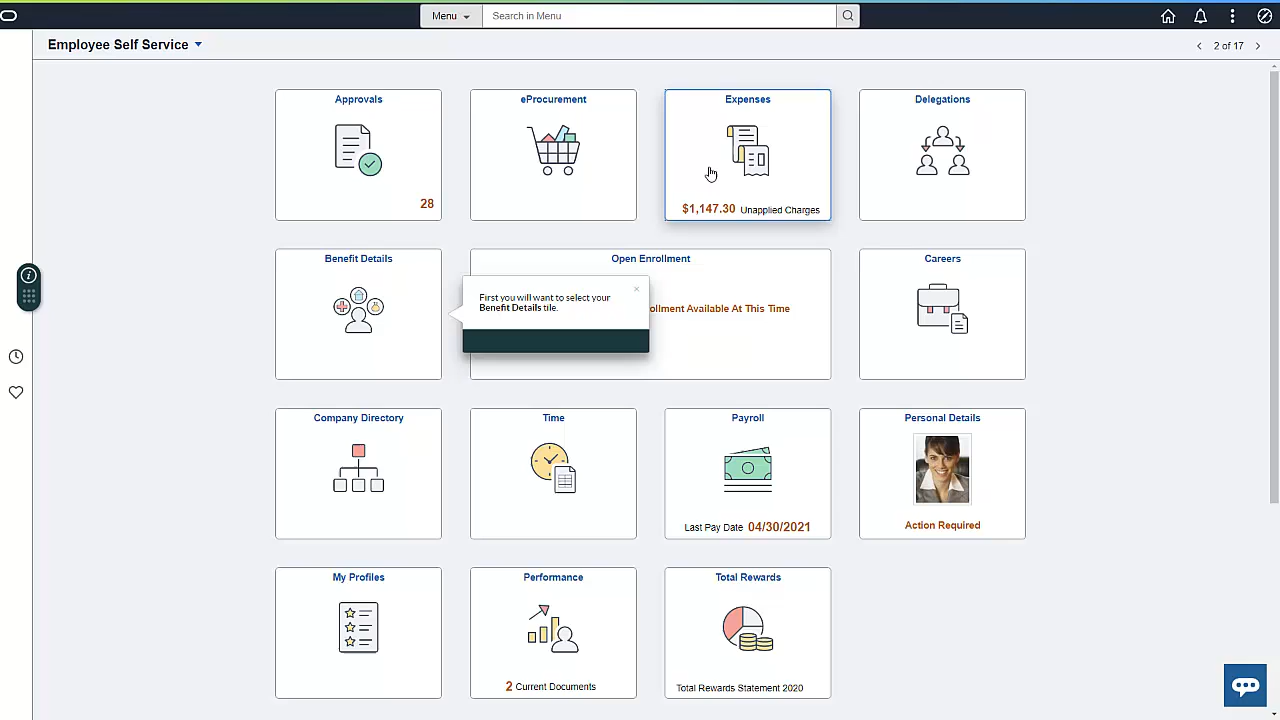 Menu
Search in Menu
Employee Self Service
2 of 17
Approvals
28
eProcurement
Expenses
$1,147.30 Unapplied Charges
Delegations
Benefit Details
Open Enrollment
ollment Available At This Time
First you will want to select your
Benefit Details tile.
Careers
Company Directory
Time
Payroll
Last Pay Date 04/30/2021
Personal Details
Action Required
My Profiles
Performance
2 Current Documents
Total Rewards
Total Rewards Statement 2020